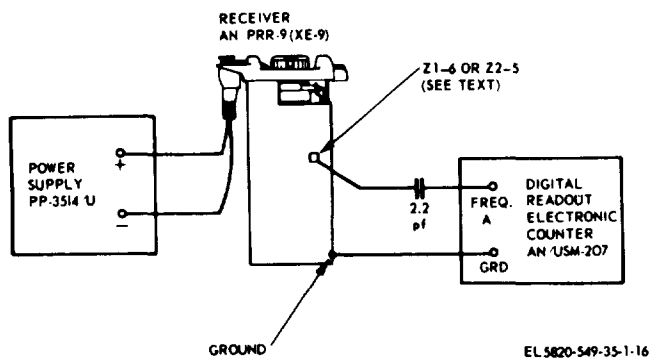 RECEIVER
AN PRR-9 (XE-9)
Z1-6 OR Z2-5
(SEE TEXT)
POWER
SUPPLY
PP-3514 U
+
–
2.2
pf
FREQ.
A
GRD
DIGITAL
READOUT
ELECTRONIC
COUNTER
AN/USM-207
GROUND
EL5820-549-35-1-16